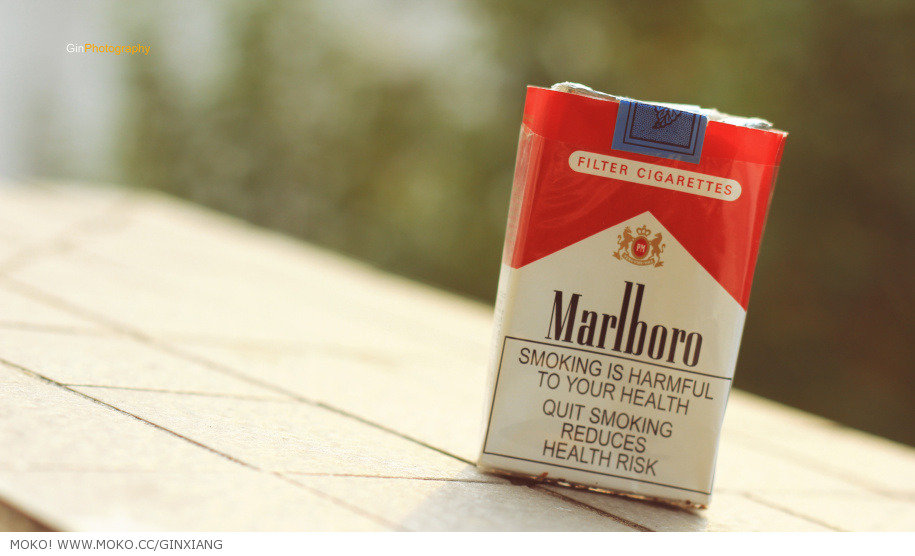 GinPhotography
FILTER CIGARETTES
PM
Marlboro
SMOKING IS HARMFUL
TO YOUR HEALTH
QUIT SMOKING
REDUCES
HEALTH RISK
MOKO! WWW.MOKO.CC/GINXIANG